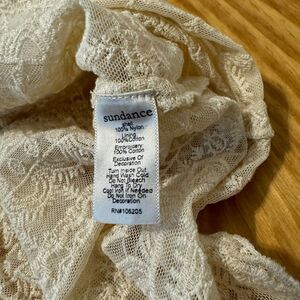 sundance
shell
100% Nylon
Lining
100% Cotton
Embroidery
100% Cotton
Exclusive Of
Decoration
Turn Inside Out
Hand Wash Cold
Do Not Bleach
Hang To Dry
Cool Iron if Needed
Do Not Iron On
Decoration
RN#106205